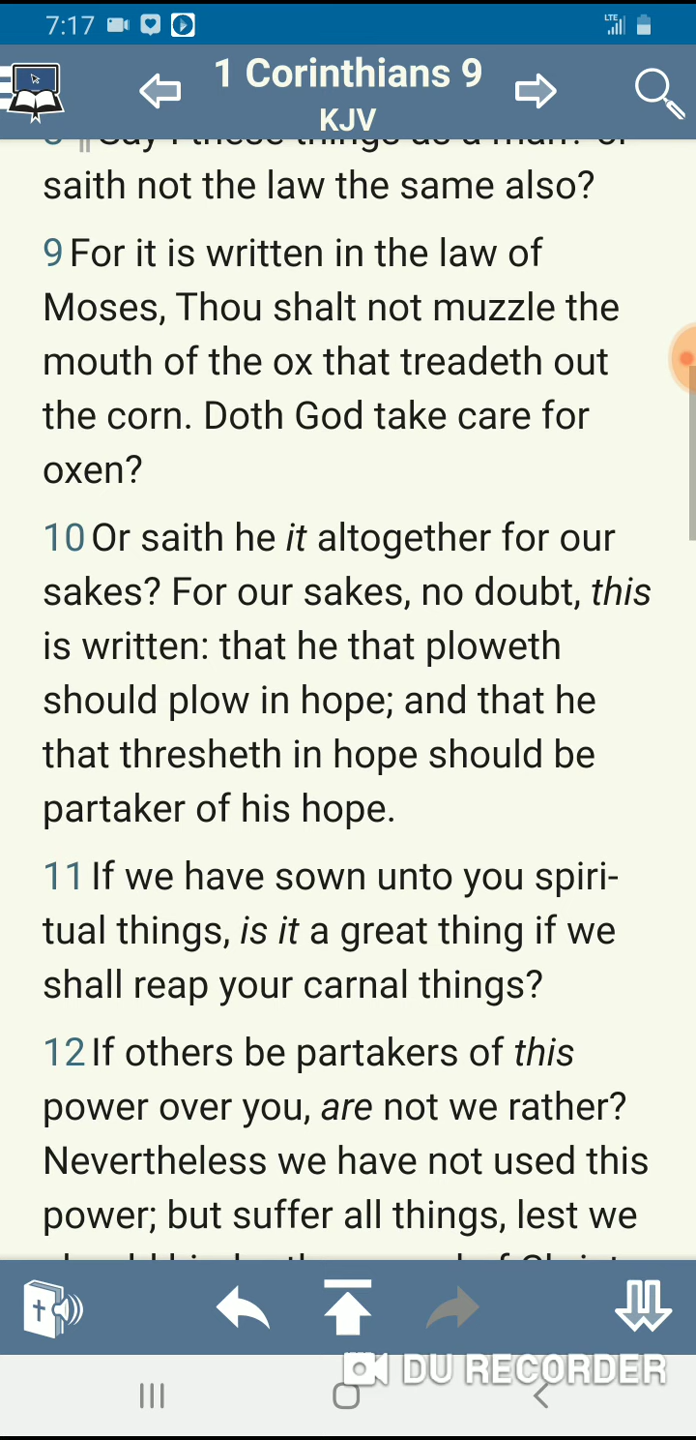 7:17 LTE
1 Corinthians 9
KJV
saith not the law the same also?
9 For it is written in the law of
Moses, Thou shalt not muzzle the
mouth of the ox that treadeth out
the corn. Doth God take care for
oxen?
10 Or saith he it altogether for our
sakes? For our sakes, no doubt, this
is written: that he that ploweth
should plow in hope; and that he
that thresheth in hope should be
partaker of his hope.
11 If we have sown unto you spiri-
tual things, is it a great thing if we
shall reap your carnal things?
12 If others be partakers of this
power over you, are not we rather?
Nevertheless we have not used this
power; but suffer all things, lest we
DU RECORDER